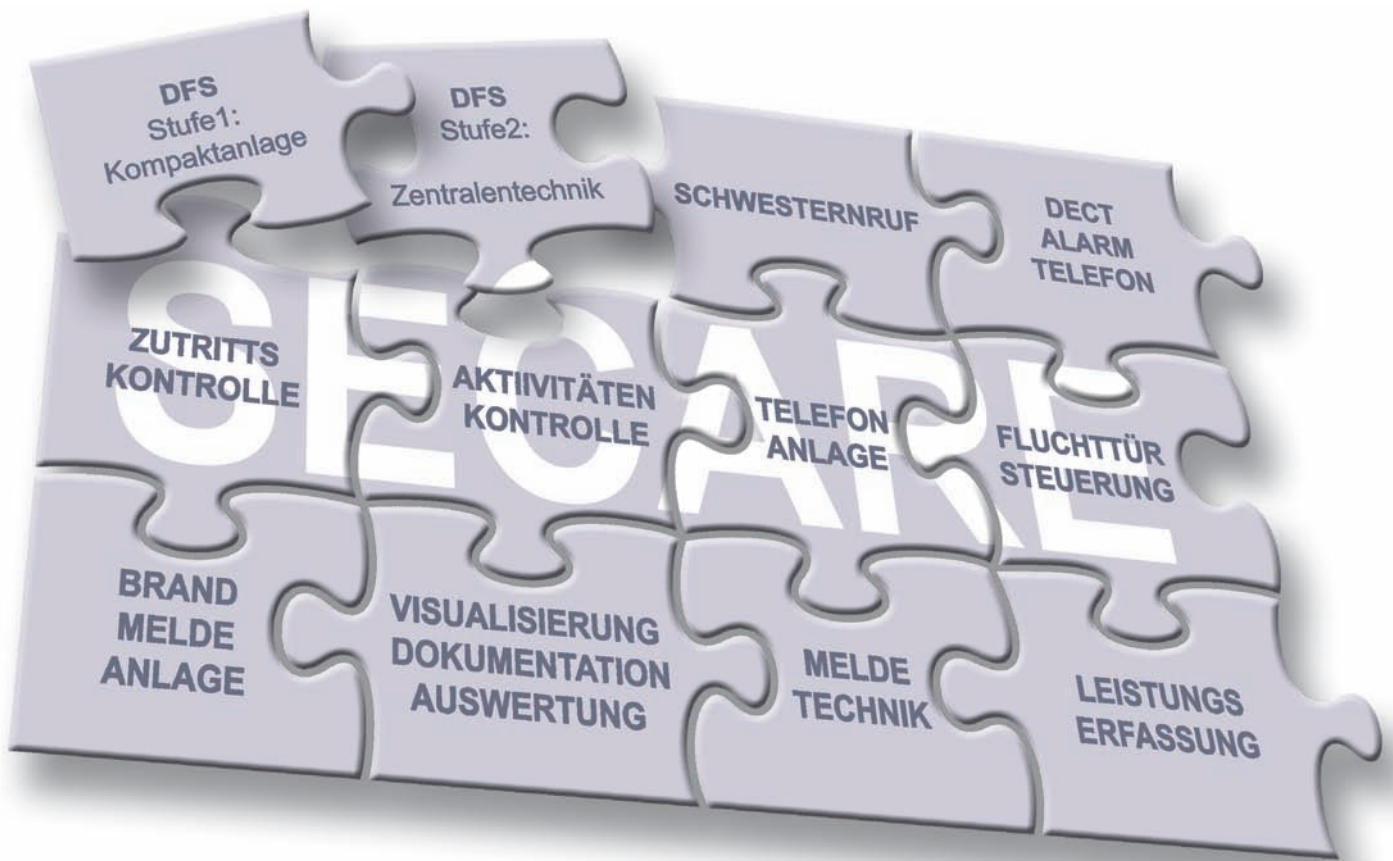 DFS
Stufe1:
Kompaktanlage
DFS
Stufe2:
Zentralentechnik
SCHWESTERNRUF
DECT
ALARM
TELEFON
SECARE
ZUTRITTS
KONTROLLE
AKTIIVITÄTEN
KONTROLLE
TELEFON
ANLAGE
FLUCHTTÜR
STEUERUNG
BRAND
MELDE
ANLAGE
VISUALISIERUNG
DOKUMENTATION
AUSWERTUNG
MELDE
TECHNIK
LEISTUNGS
ERFASSUNG